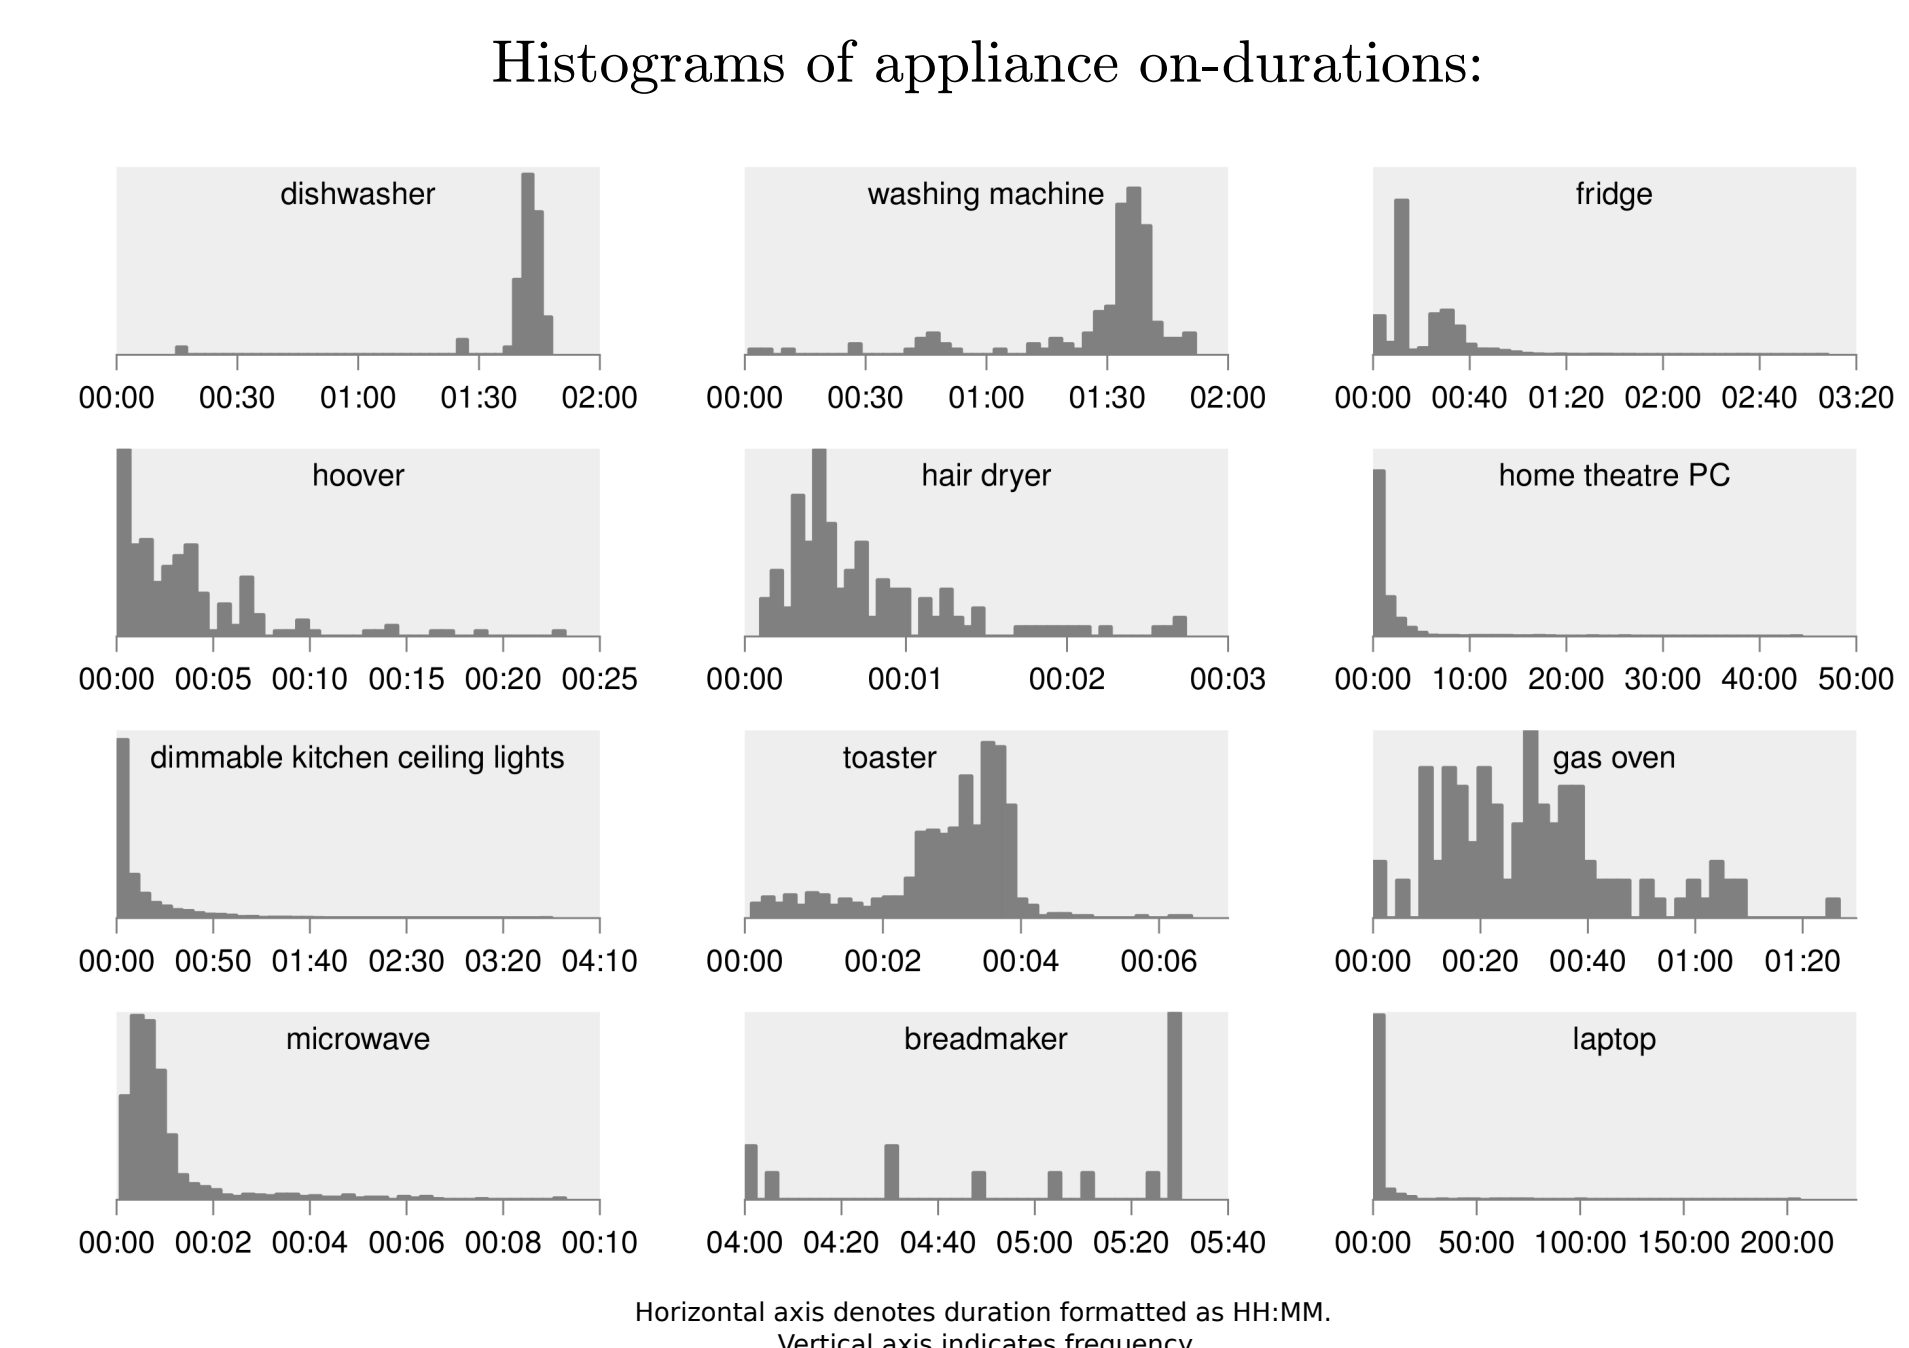 Histograms of appliance on-durations:
dishwasher
00:00 00:30 01:00 01:30 02:00
washing machine
00:00 00:30 01:00 01:30 02:00
fridge
00:00 00:40 01:20 02:00 02:40 03:20
hoover
00:00 00:05 00:10 00:15 00:20 00:25
hair dryer
00:00 00:01 00:02 00:03
home theatre PC
00:00 10:00 20:00 30:00 40:00 50:00
dimmable kitchen ceiling lights
00:00 00:50 01:40 02:30 03:20 04:10
toaster
00:00 00:02 00:04 00:06
gas oven
00:00 00:20 00:40 01:00 01:20
microwave
00:00 00:02 00:04 00:06 00:08 00:10
breadmaker
04:00 04:20 04:40 05:00 05:20 05:40
laptop
00:00 50:00 100:00 150:00 200:00
Horizontal axis denotes duration formatted as HH:MM.
Vertical axis indicates frequency